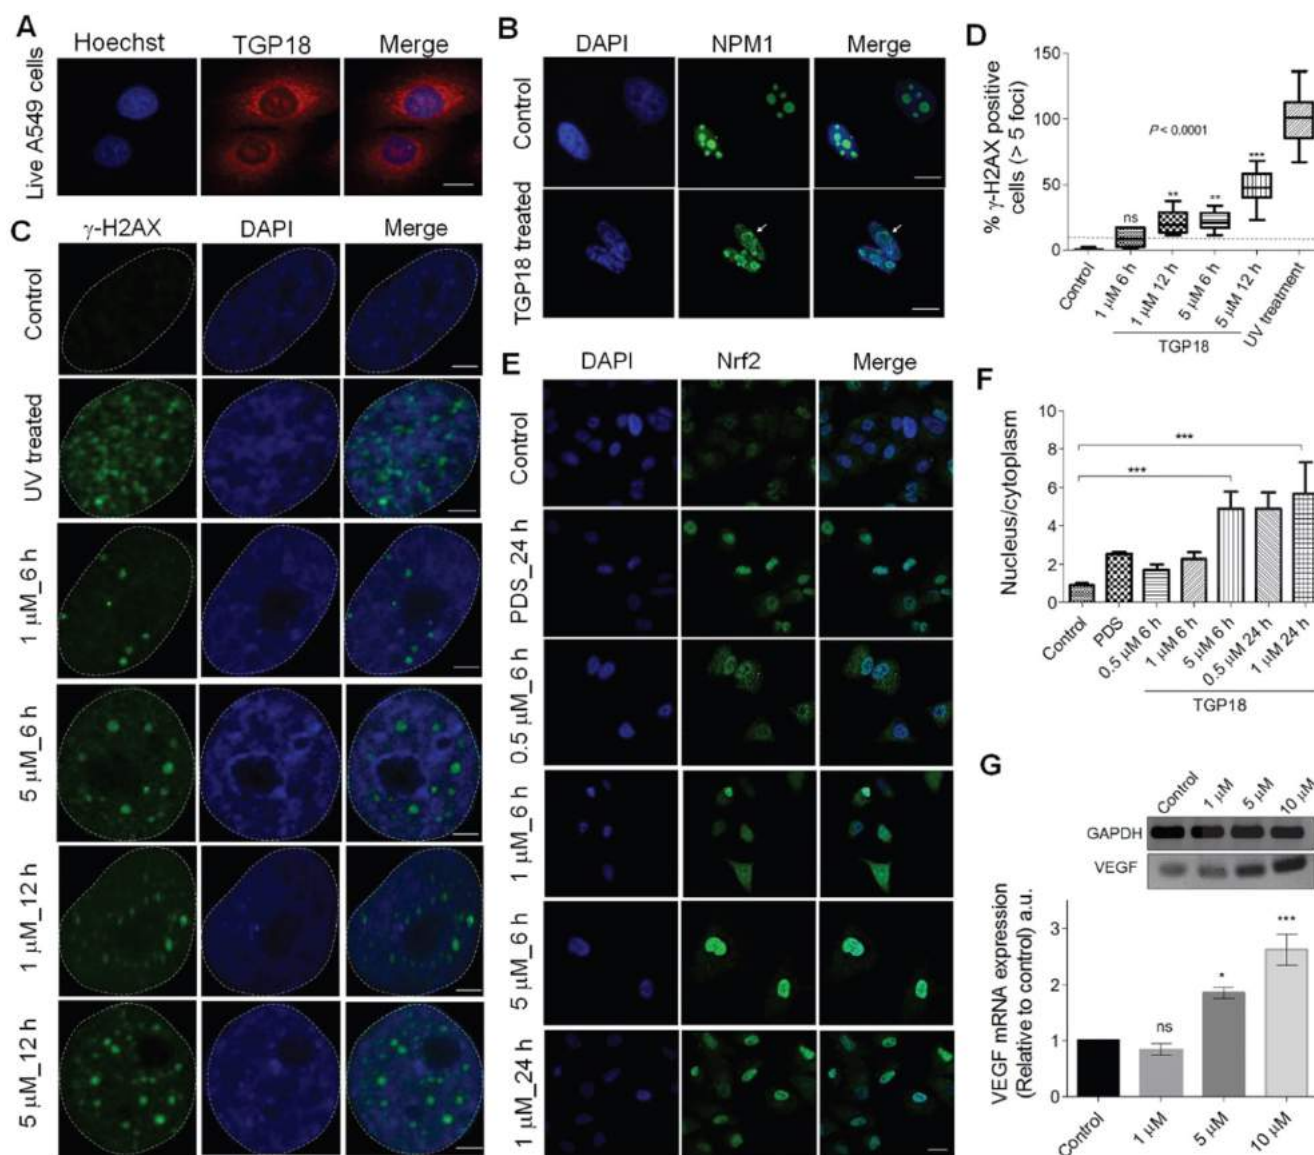 A
Hoechst
TGP18
Merge
Live A549 cells
B
DAPI
NPM1
Merge
Control
TGP18 treated
C
γ-H2AX
DAPI
Merge
Control
UV treated
1 μM_6 h
5 μM_6 h
1 μM_12 h
5 μM_12 h
D
% γ-H2AX positive
cells (> 5 foci)
150
100
50
0
P < 0.0001
ns
**
**
***
Control
1 μM 6 h
1 μM 12 h
5 μM 6 h
5 μM 12 h
UV treatment
TGP18
E
DAPI
Nrf2
Merge
Control
PDS_24 h
0.5 μM_6 h
1 μM_6 h
5 μM_6 h
1 μM_24 h
F
Nucleus/cytoplasm
10
8
6
4
2
0
***
***
Control
PDS
0.5 μM 6 h
1 μM 6 h
5 μM 6 h
0.5 μM 24 h
1 μM 24 h
TGP18
G
Control
1 μM
5 μM
10 μM
GAPDH
VEGF
VEGF mRNA expression
(Relative to control) a.u.
3
2
1
0
ns
*
***
Control
1 μM
5 μM
10 μM